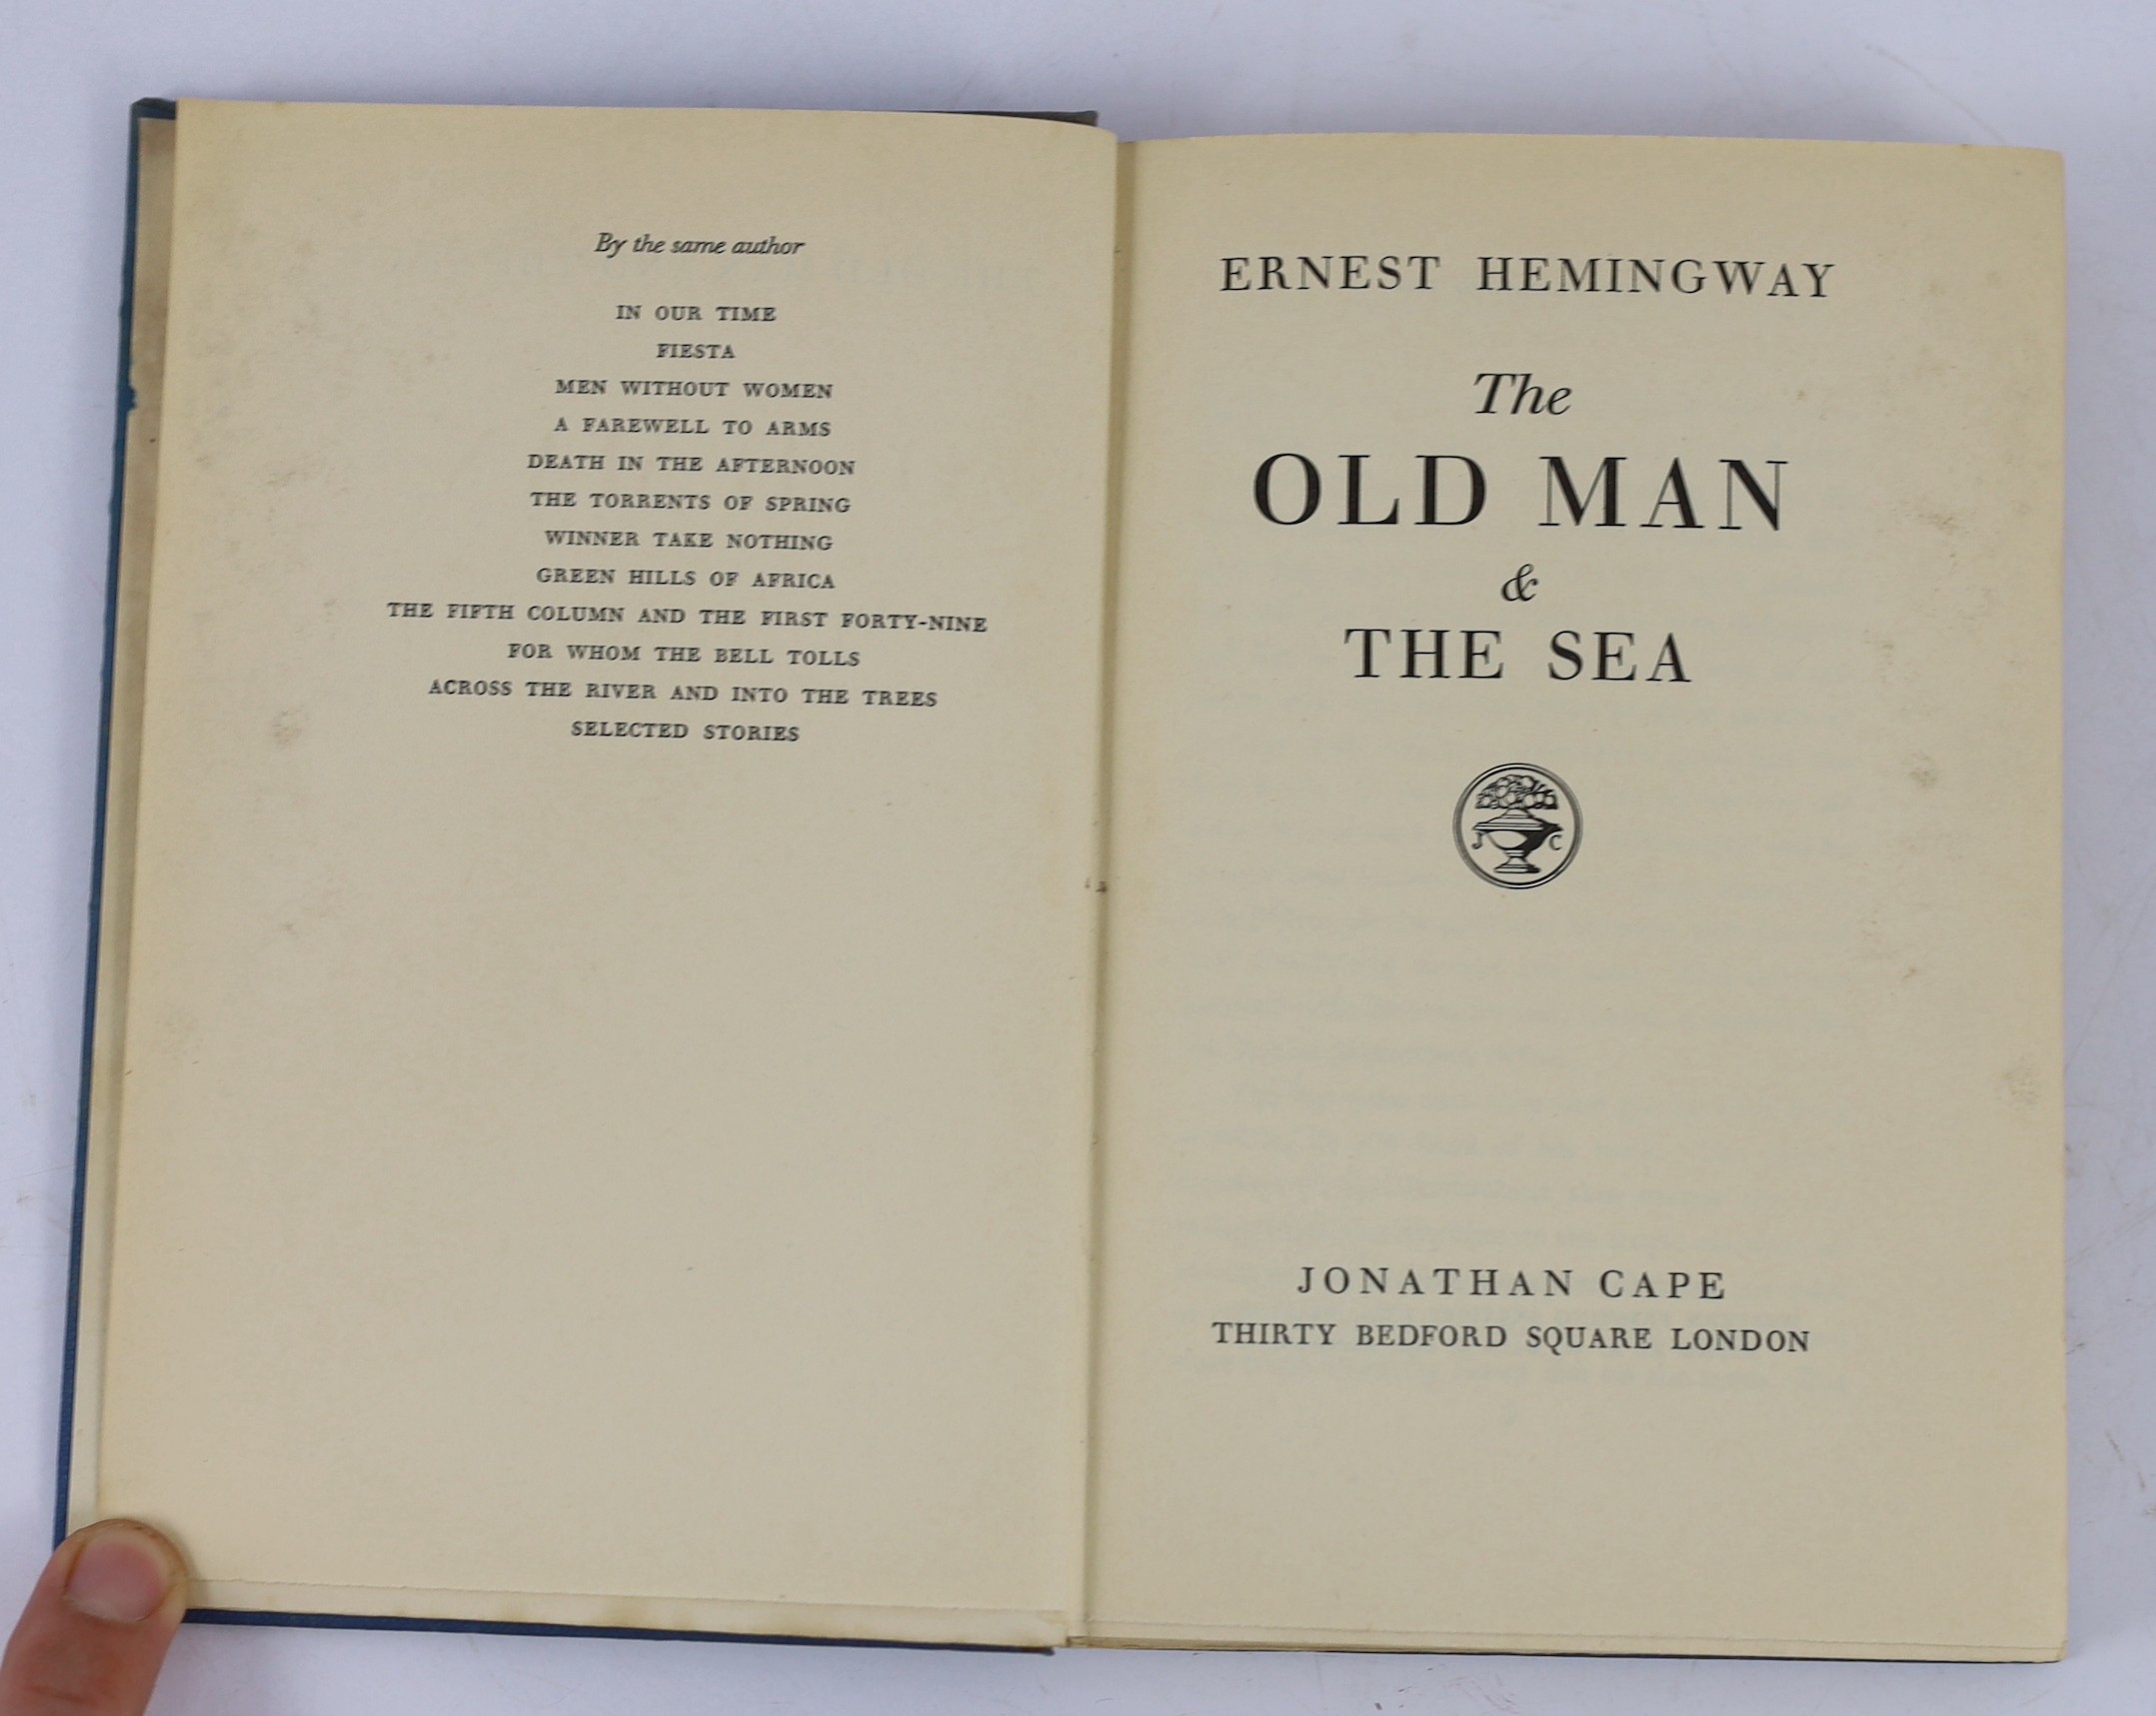 By the same author
IN OUR TIME
FIESTA
MEN WITHOUT WOMEN
A FAREWELL TO ARMS
DEATH IN THE AFTERNOON
THE TORRENTS OF SPRING
WINNER TAKE NOTHING
GREEN HILLS OF AFRICA
THE FIFTH COLUMN AND THE FIRST FORTY-NINE
FOR WHOM THE BELL TOLLS
ACROSS THE RIVER AND INTO THE TREES
SELECTED STORIES
ERNEST HEMINGWAY
The
OLD MAN
&
THE SEA
J C
JONATHAN CAPE
THIRTY BEDFORD SQUARE LONDON